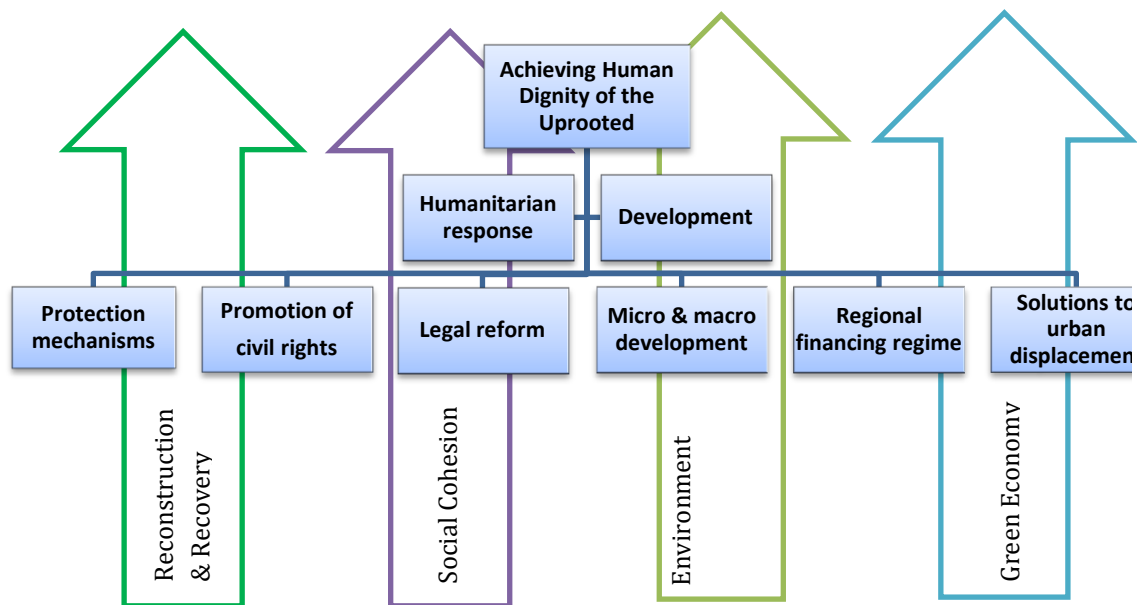 Achieving Human
Dignity of the
Uprooted
Humanitarian
response
Development
Protection
mechanisms
Promotion of
civil rights
Legal reform
Micro & macro
development
Regional
financing regime
Solutions to
urban
displacemen
Reconstruction
& Recovery
Social Cohesion
Environment
Green Economy